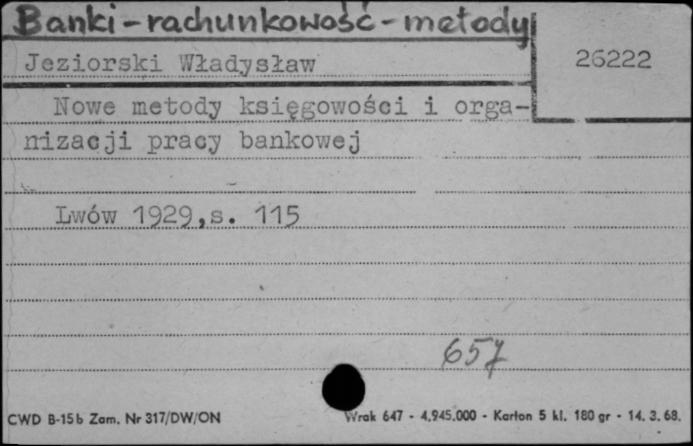 Banki-rachunkowość-metody
Jeziorski Władysław
26222
Nowe metody księgowości i orga-
nizacji pracy bankowej
Lwów 1929,s. 115
657
CWD B-15b Zam. Nr 317/DW/ON
Wrak 647 - 4.945.000 - Karton 5 kl. 180 gr - 14. 3. 68.